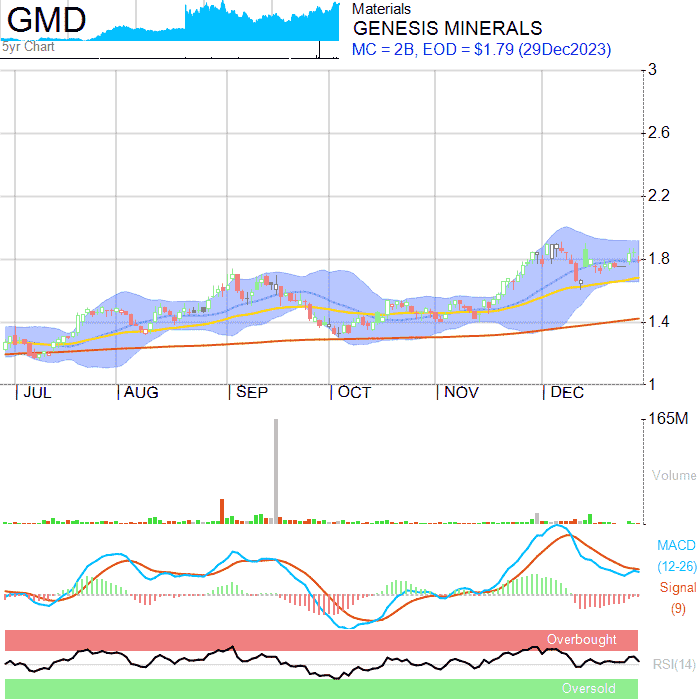 GMD
5yr Chart
Materials
GENESIS MINERALS
MC = 2B, EOD = $1.79 (29Dec2023)
3
2.6
2.2
1.8
1.4
1
JUL AUG SEP OCT NOV DEC
165M
Volume
MACD
(12-26)
Signal
(9)
Overbought
RSI(14)
Oversold